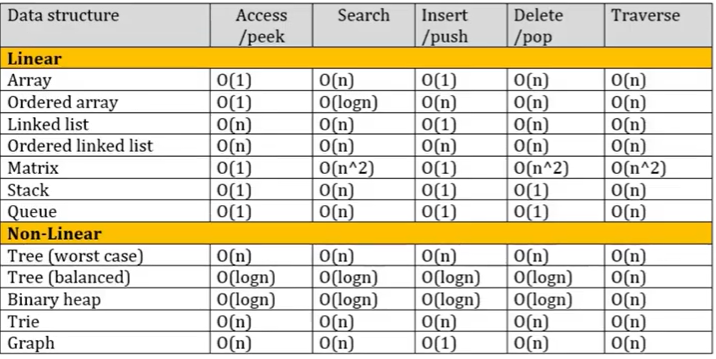 Data structure Access /peek Search Insert /push Delete /pop Traverse
Linear
Array O(1) O(n) O(1) O(n) O(n)
Ordered array O(1) O(logn) O(n) O(n) O(n)
Linked list O(n) O(n) O(1) O(n) O(n)
Ordered linked list O(n) O(n) O(n) O(n) O(n)
Matrix O(1) O(n^2) O(1) O(n^2) O(n^2)
Stack O(1) O(n) O(1) O(1) O(n)
Queue O(1) O(n) O(1) O(1) O(n)
Non-Linear
Tree (worst case) O(n) O(n) O(n) O(n) O(n)
Tree (balanced) O(logn) O(logn) O(logn) O(logn) O(n)
Binary heap O(logn) O(logn) O(logn) O(logn) O(n)
Trie O(n) O(n) O(n) O(n) O(n)
Graph O(n) O(n) O(1) O(n) O(n)